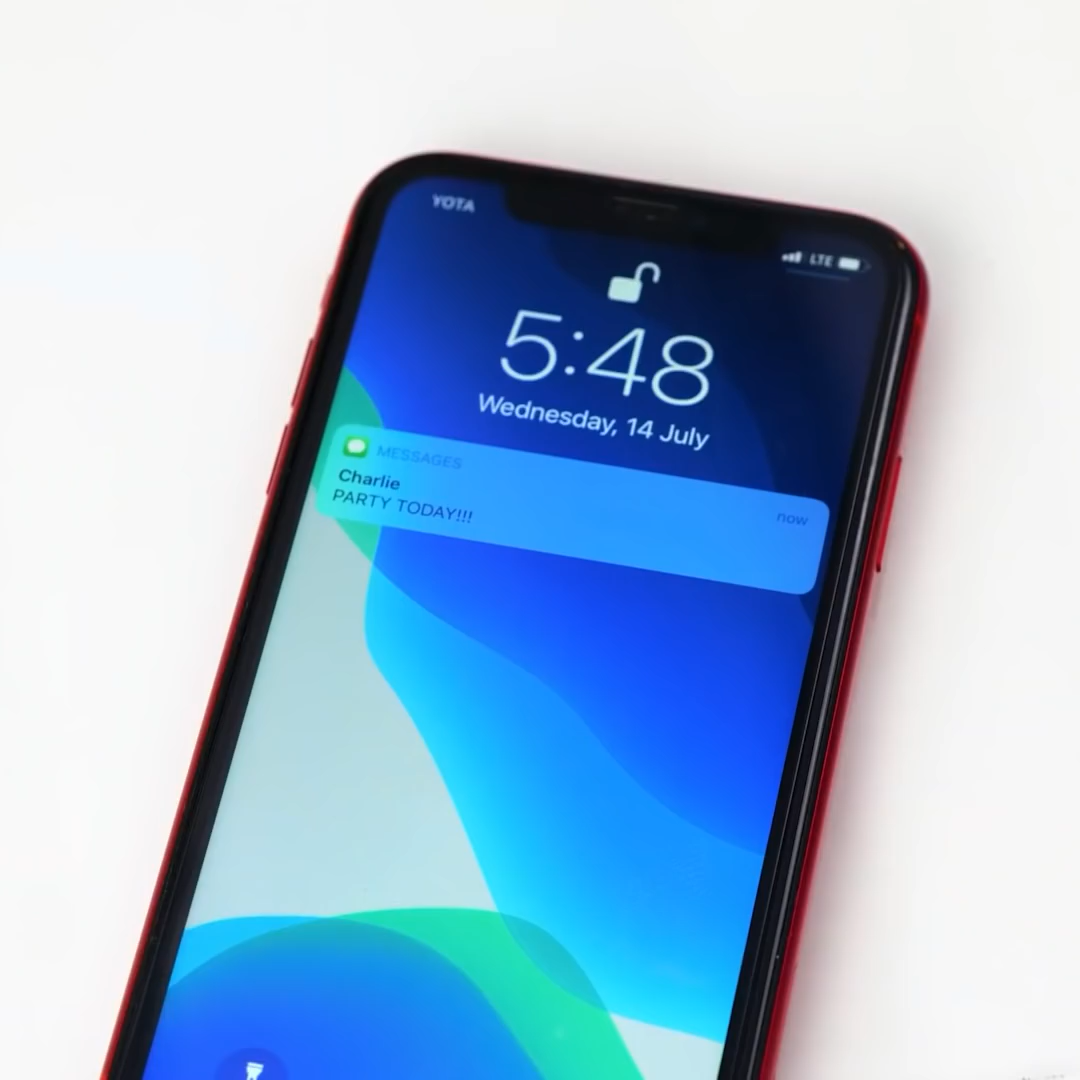 YOTA
LTE
5:48
Wednesday, 14 July
MESSAGES
now
Charlie
PARTY TODAY!!!